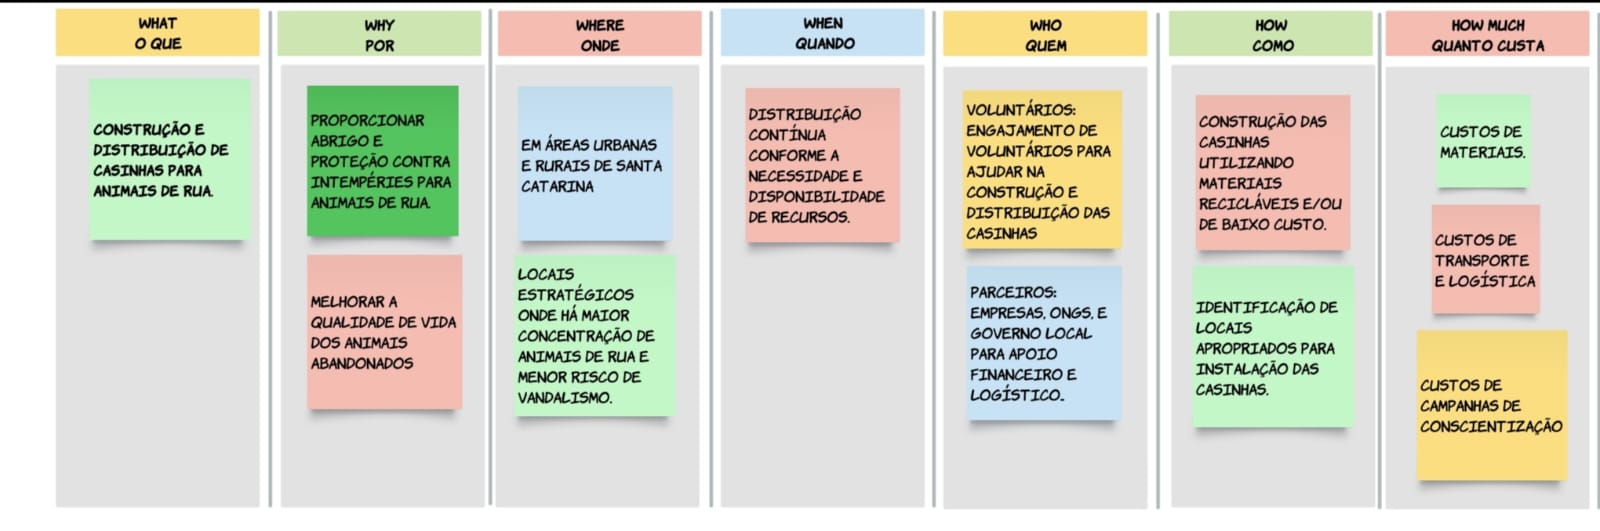 WHAT
O QUE
CONSTRUÇÃO E
DISTRIBUIÇÃO DE
CASINHAS PARA
ANIMAIS DE RUA.
WHY
POR
PROPORCIONAR
ABRIGO E
PROTEÇÃO CONTRA
INTEMPÉRIES PARA
ANIMAIS DE RUA.
MELHORAR A
QUALIDADE DE VIDA
DOS ANIMAIS
ABANDONADOS
WHERE
ONDE
EM ÁREAS URBANAS
E RURAIS DE SANTA
CATARINA
LOCAIS
ESTRATÉGICOS
ONDE HÁ MAIOR
CONCENTRAÇÃO DE
ANIMAIS DE RUA E
MENOR RISCO DE
VANDALISMO.
WHEN
QUANDO
DISTRIBUIÇÃO
CONTÍNUA
CONFORME A
NECESSIDADE E
DISPONIBILIDADE
DE RECURSOS.
WHO
QUEM
VOLUNTÁRIOS:
ENGAJAMENTO DE
VOLUNTÁRIOS PARA
AJUDAR NA
CONSTRUÇÃO E
DISTRIBUIÇÃO DAS
CASINHAS
PARCEIROS:
EMPRESAS, ONGS, E
GOVERNO LOCAL
PARA APOIO
FINANCEIRO E
LOGÍSTICO..
HOW
COMO
CONSTRUÇÃO DAS
CASINHAS
UTILIZANDO
MATERIAIS
RECICLÁVEIS E/OU
DE BAIXO CUSTO.
IDENTIFICAÇÃO DE
LOCAIS
APROPRIADOS PARA
INSTALAÇÃO DAS
CASINHAS.
HOW MUCH
QUANTO CUSTA
CUSTOS DE
MATERIAIS.
CUSTOS DE
TRANSPORTE
E LOGÍSTICA
CUSTOS DE
CAMPANHAS DE
CONSCIENTIZAÇÃO